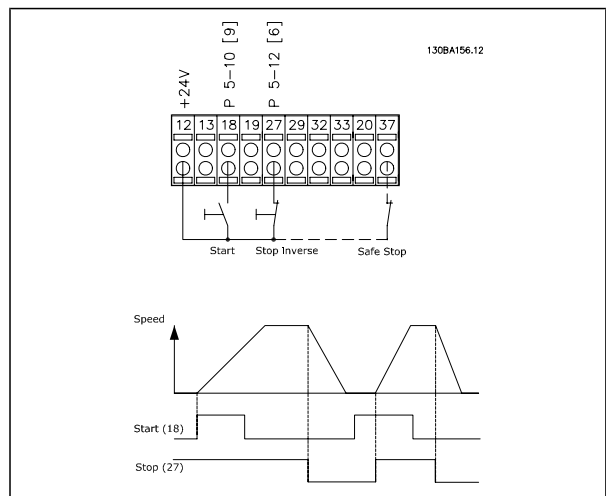 130BA156.12
+24V
P 5-10 [9]
P 5-12 [6]
12 13 18 19 27 29 32 33 20 37
Start
Stop Inverse
Safe Stop
Speed
Start (18)
Stop (27)